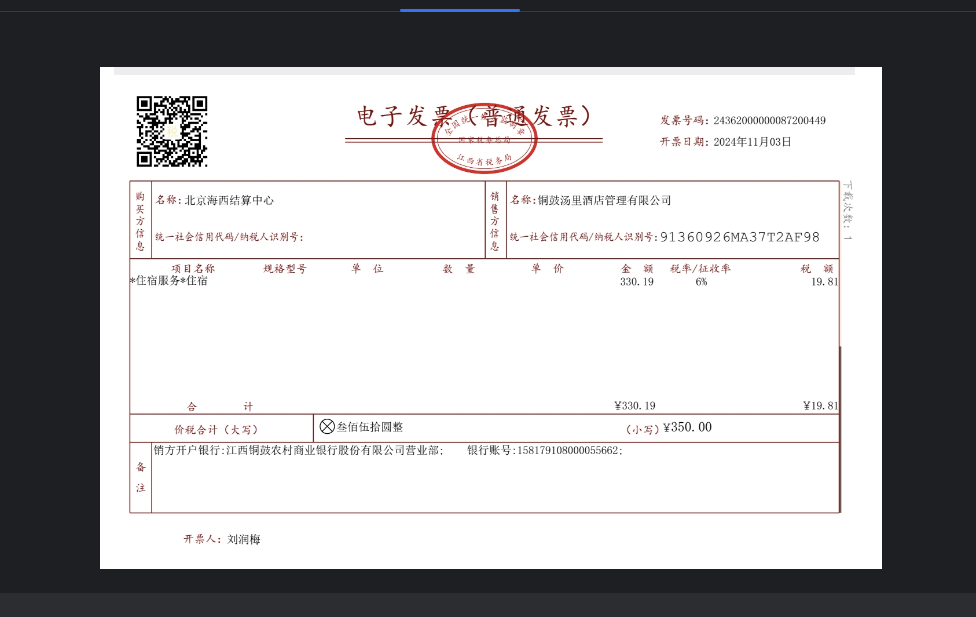 电子发票（普通发票）
全国统一发票监制章
国家税务总局
江西省税务局
发票号码：24362000000087200449
开票日期：2024年11月03日
购买方信息
名称：北京海西结算中心
统一社会信用代码/纳税人识别号：
销售方信息
名称：铜鼓汤里酒店管理有限公司
统一社会信用代码/纳税人识别号：91360926MA37T2AF98
下载次数：1
项目名称 规格型号 单 位 数 量 单 价 金 额 税率/征收率 税 额
*住宿服务*住宿 330.19 6% 19.81
合 计 ¥330.19 ¥19.81
价税合计（大写） 叁佰伍拾圆整 （小写）¥350.00
备注
销方开户银行:江西铜鼓农村商业银行股份有限公司营业部; 银行账号:158179108000055662;
开票人：刘润梅